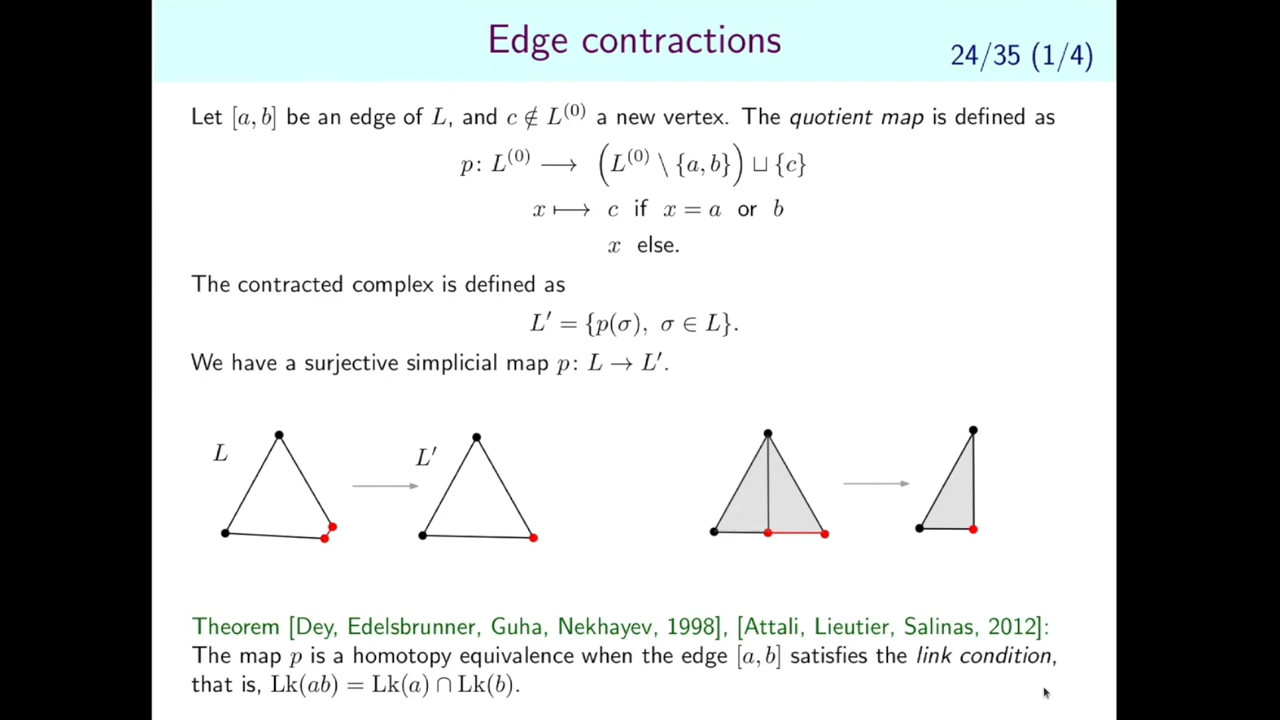 Edge contractions
24/35 (1/4)
Let [a, b] be an edge of L, and c ∉ L⁽⁰⁾ a new vertex. The quotient map is defined as
p: L⁽⁰⁾ ⟶ (L⁽⁰⁾ \ {a, b}) ⊔ {c}
x ⟼ c if x = a or b
x else.
The contracted complex is defined as
L′ = {p(σ), σ ∈ L}.
We have a surjective simplicial map p: L → L′.
L
L′
Theorem [Dey, Edelsbrunner, Guha, Nekhayev, 1998], [Attali, Lieutier, Salinas, 2012]:
The map p is a homotopy equivalence when the edge [a, b] satisfies the link condition,
that is, Lk(ab) = Lk(a) ∩ Lk(b).